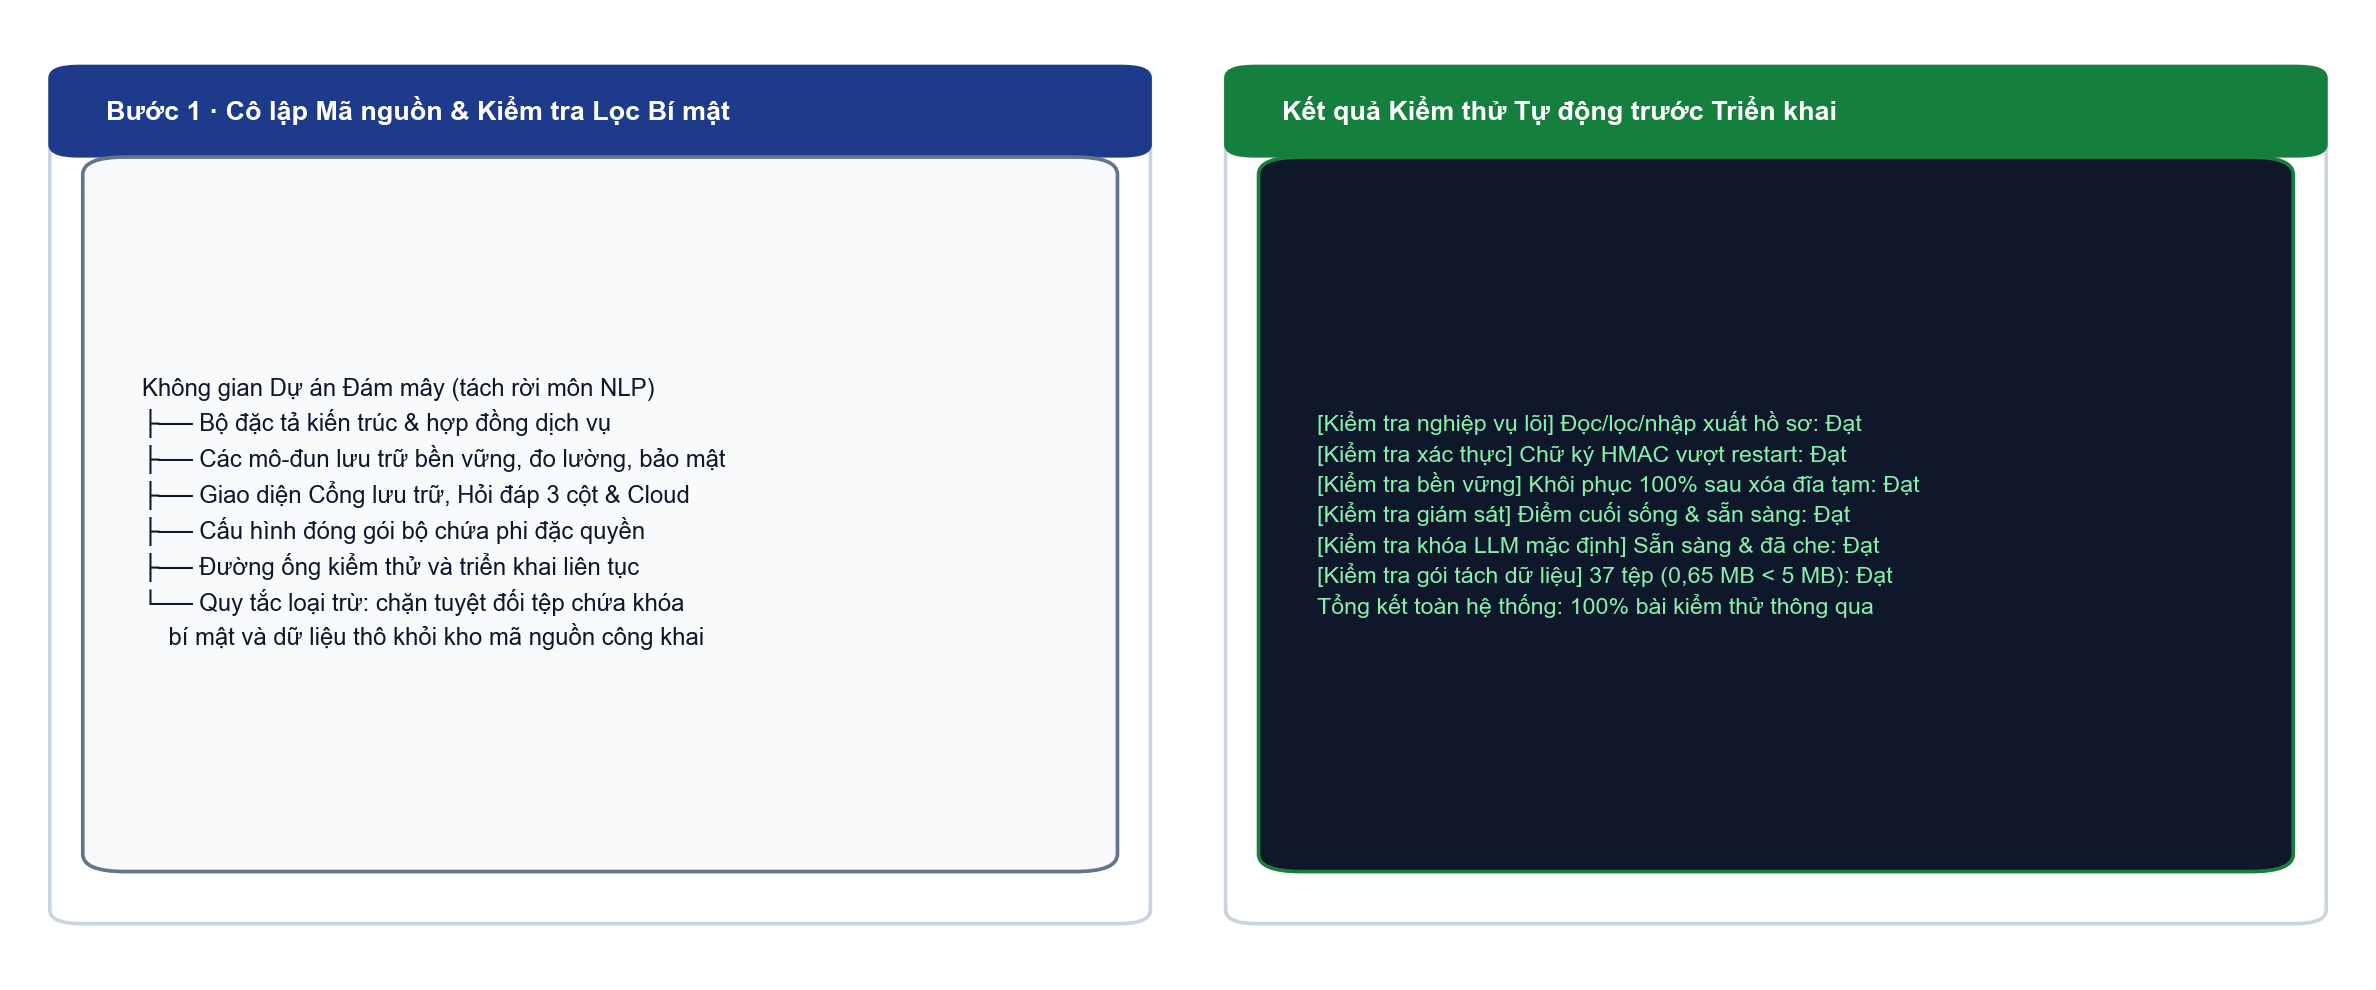 Bước 1 · Cô lập Mã nguồn & Kiểm tra Lọc Bí mật
Không gian Dự án Đám mây (tách rời môn NLP)
├── Bộ đặc tả kiến trúc & hợp đồng dịch vụ
├── Các mô-đun lưu trữ bền vững, đo lường, bảo mật
├── Giao diện Cổng lưu trữ, Hỏi đáp 3 cột & Cloud
├── Cấu hình đóng gói bộ chứa phi đặc quyền
├── Đường ống kiểm thử và triển khai liên tục
└── Quy tắc loại trừ: chặn tuyệt đối tệp chứa khóa
bí mật và dữ liệu thô khỏi kho mã nguồn công khai
Kết quả Kiểm thử Tự động trước Triển khai
[Kiểm tra nghiệp vụ lõi] Đọc/lọc/nhập xuất hồ sơ: Đạt
[Kiểm tra xác thực] Chữ ký HMAC vượt restart: Đạt
[Kiểm tra bền vững] Khôi phục 100% sau xóa đĩa tạm: Đạt
[Kiểm tra giám sát] Điểm cuối sống & sẵn sàng: Đạt
[Kiểm tra khóa LLM mặc định] Sẵn sàng & đã che: Đạt
[Kiểm tra gói tách dữ liệu] 37 tệp (0,65 MB < 5 MB): Đạt
Tổng kết toàn hệ thống: 100% bài kiểm thử thông qua